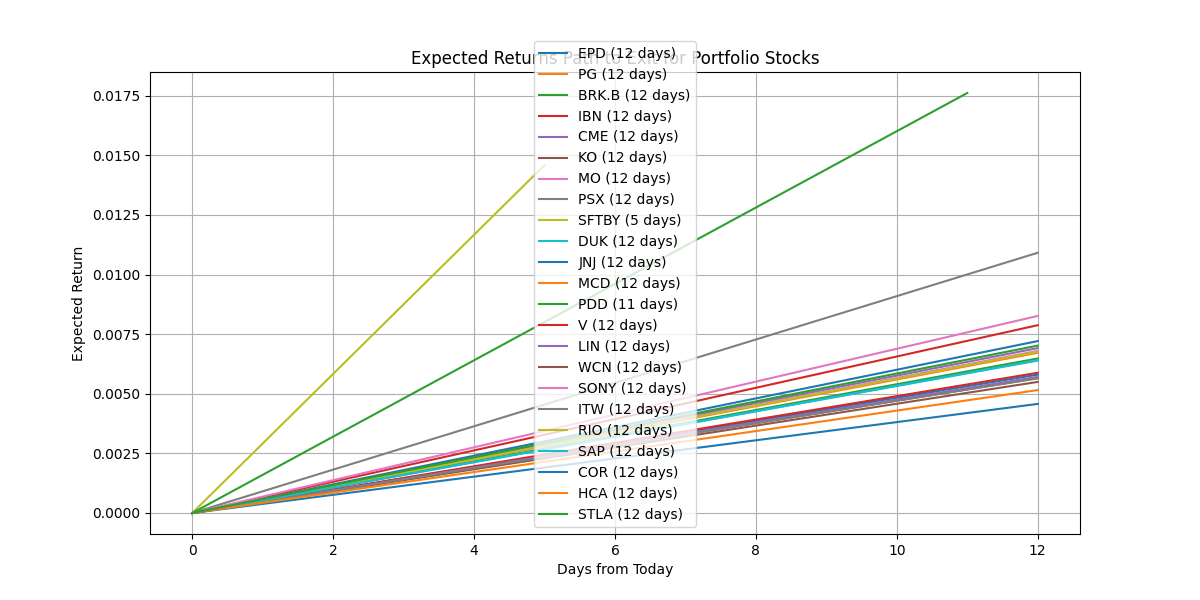 Expected Returns Path to Exit for Portfolio Stocks
EPD (12 days)
PG (12 days)
BRK.B (12 days)
IBN (12 days)
CME (12 days)
KO (12 days)
MO (12 days)
PSX (12 days)
SFTBY (5 days)
DUK (12 days)
JNJ (12 days)
MCD (12 days)
PDD (11 days)
V (12 days)
LIN (12 days)
WCN (12 days)
SONY (12 days)
ITW (12 days)
RIO (12 days)
SAP (12 days)
COR (12 days)
HCA (12 days)
STLA (12 days)
Expected Return
0.0175
0.0150
0.0125
0.0100
0.0075
0.0050
0.0025
0.0000
0 2 4 6 8 10 12
Days from Today